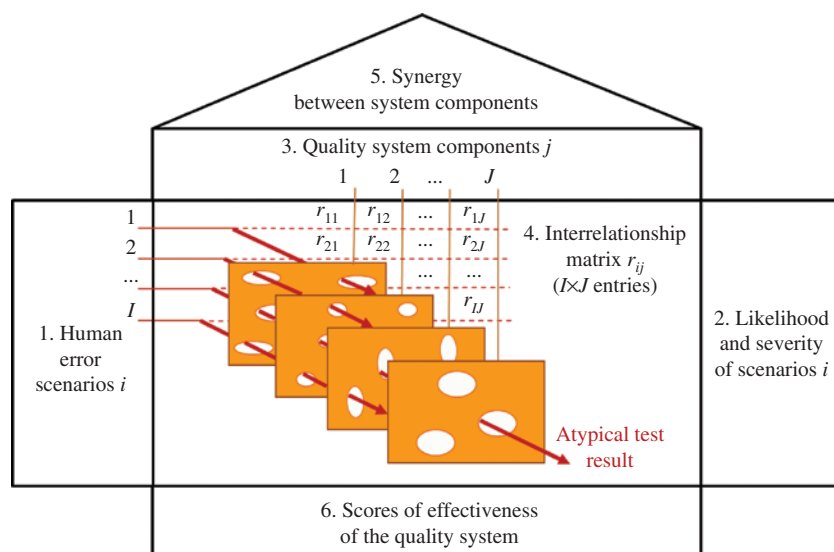 5. Synergy
between system components
3. Quality system components j
1 2 ... J
1 r11 r12 ... r1J
2 r21 r22 ... r2J
... ... ...
I rIJ
4. Interrelationship
matrix rij
(I×J entries)
1. Human
error
scenarios i
2. Likelihood
and severity
of scenarios i
Atypical test
result
6. Scores of effectiveness
of the quality system